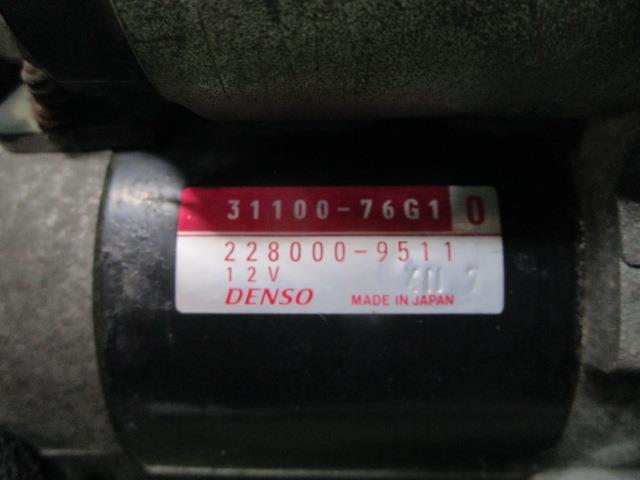 31100-76G1 0
228000-9511
12V
DENSO MADE IN JAPAN